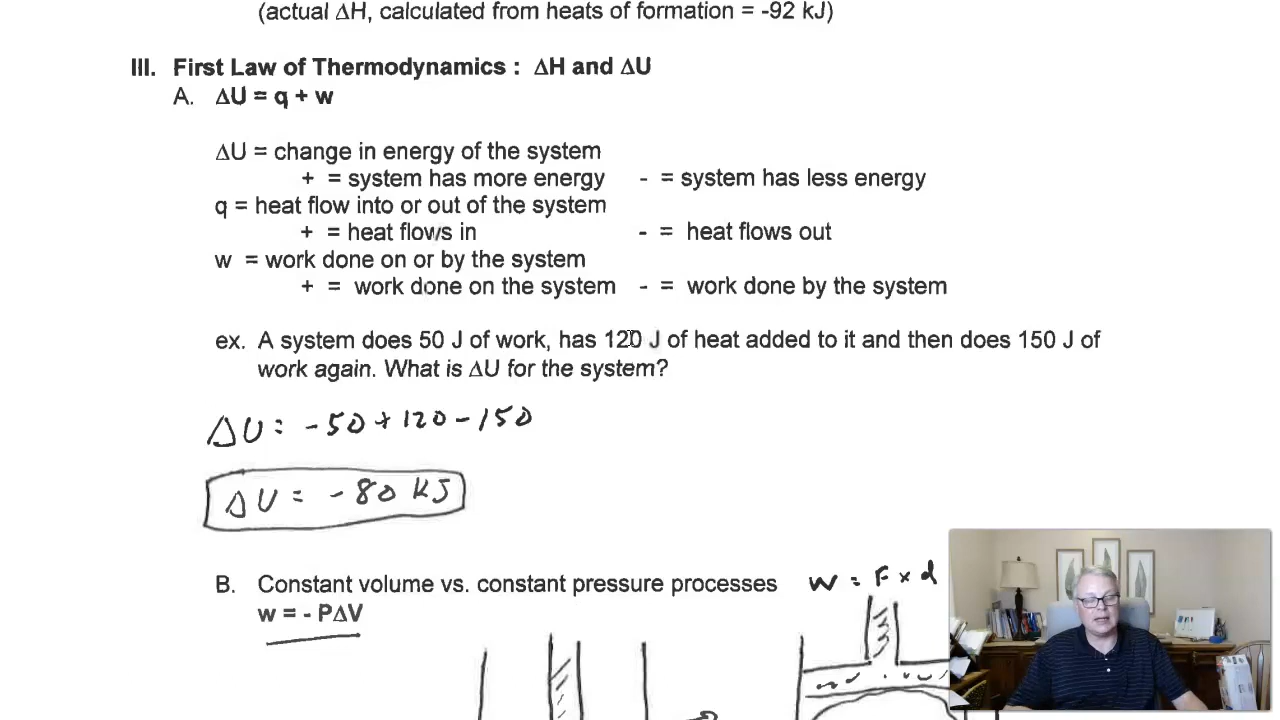 (actual ΔH, calculated from heats of formation = -92 kJ)
III. First Law of Thermodynamics : ΔH and ΔU
A. ΔU = q + w
ΔU = change in energy of the system
+ = system has more energy - = system has less energy
q = heat flow into or out of the system
+ = heat flows in - = heat flows out
w = work done on or by the system
+ = work done on the system - = work done by the system
ex. A system does 50 J of work, has 120 J of heat added to it and then does 150 J of
work again. What is ΔU for the system?
ΔU = -50 + 120 - 150
ΔU = -80 kJ
B. Constant volume vs. constant pressure processes w = F × d
w = - PΔV